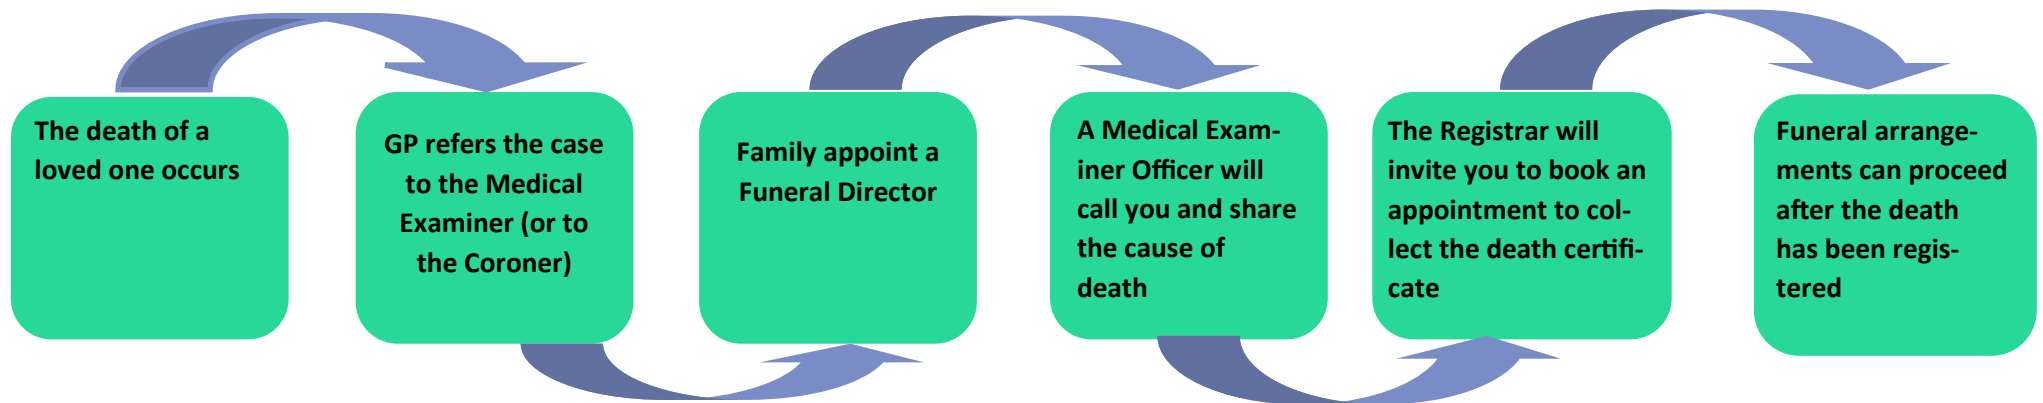 The death of a
loved one occurs
GP refers the case
to the Medical
Examiner (or to
the Coroner)
Family appoint a
Funeral Director
A Medical Exam-
iner Officer will
call you and share
the cause of
death
The Registrar will
invite you to book an
appointment to col-
lect the death certifi-
cate
Funeral arrange-
ments can proceed
after the death
has been regis-
tered